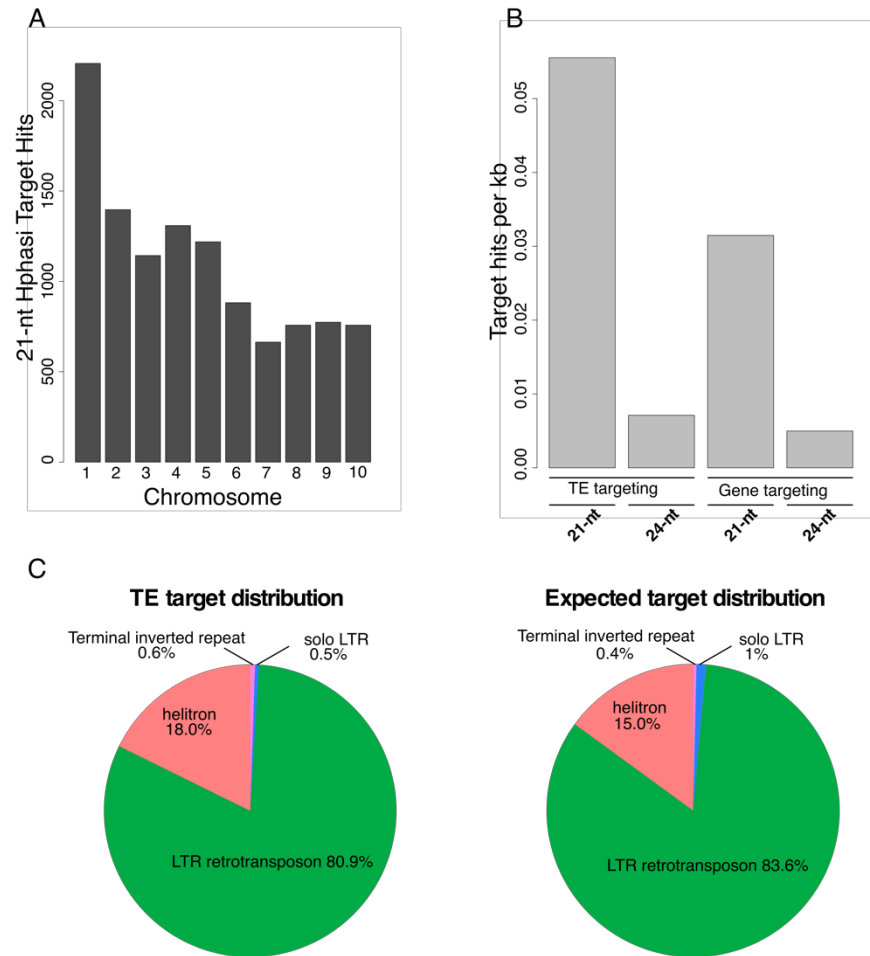 A
21-nt Hphasi Target Hits
2000
1500
1000
500
0
1 2 3 4 5 6 7 8 9 10
Chromosome
B
Target hits per kb
0.05
0.04
0.03
0.02
0.01
0.00
TE targeting
Gene targeting
21-nt
24-nt
21-nt
24-nt
C
TE target distribution
Terminal inverted repeat
0.6%
solo LTR
0.5%
helitron
18.0%
LTR retrotransposon 80.9%
Expected target distribution
Terminal inverted repeat
0.4%
solo LTR
1%
helitron
15.0%
LTR retrotransposon 83.6%